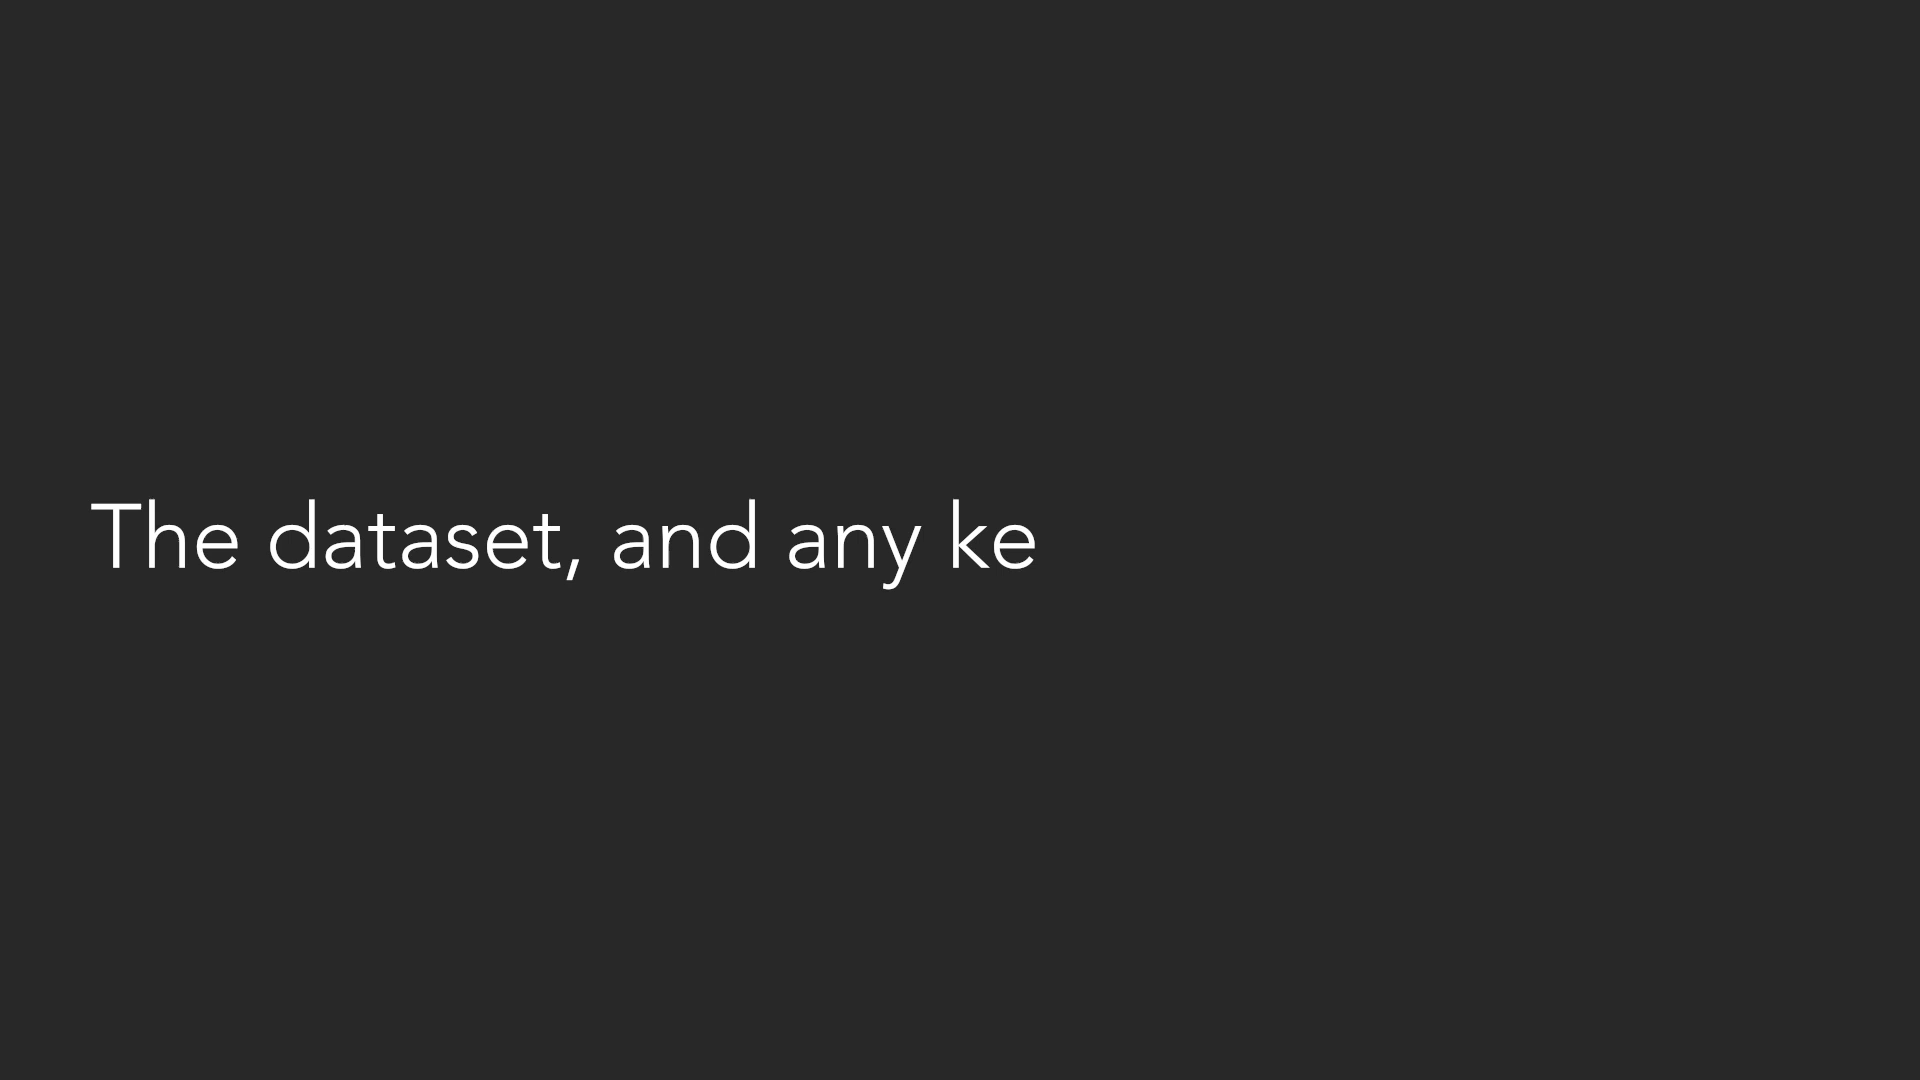 The dataset, and any ke